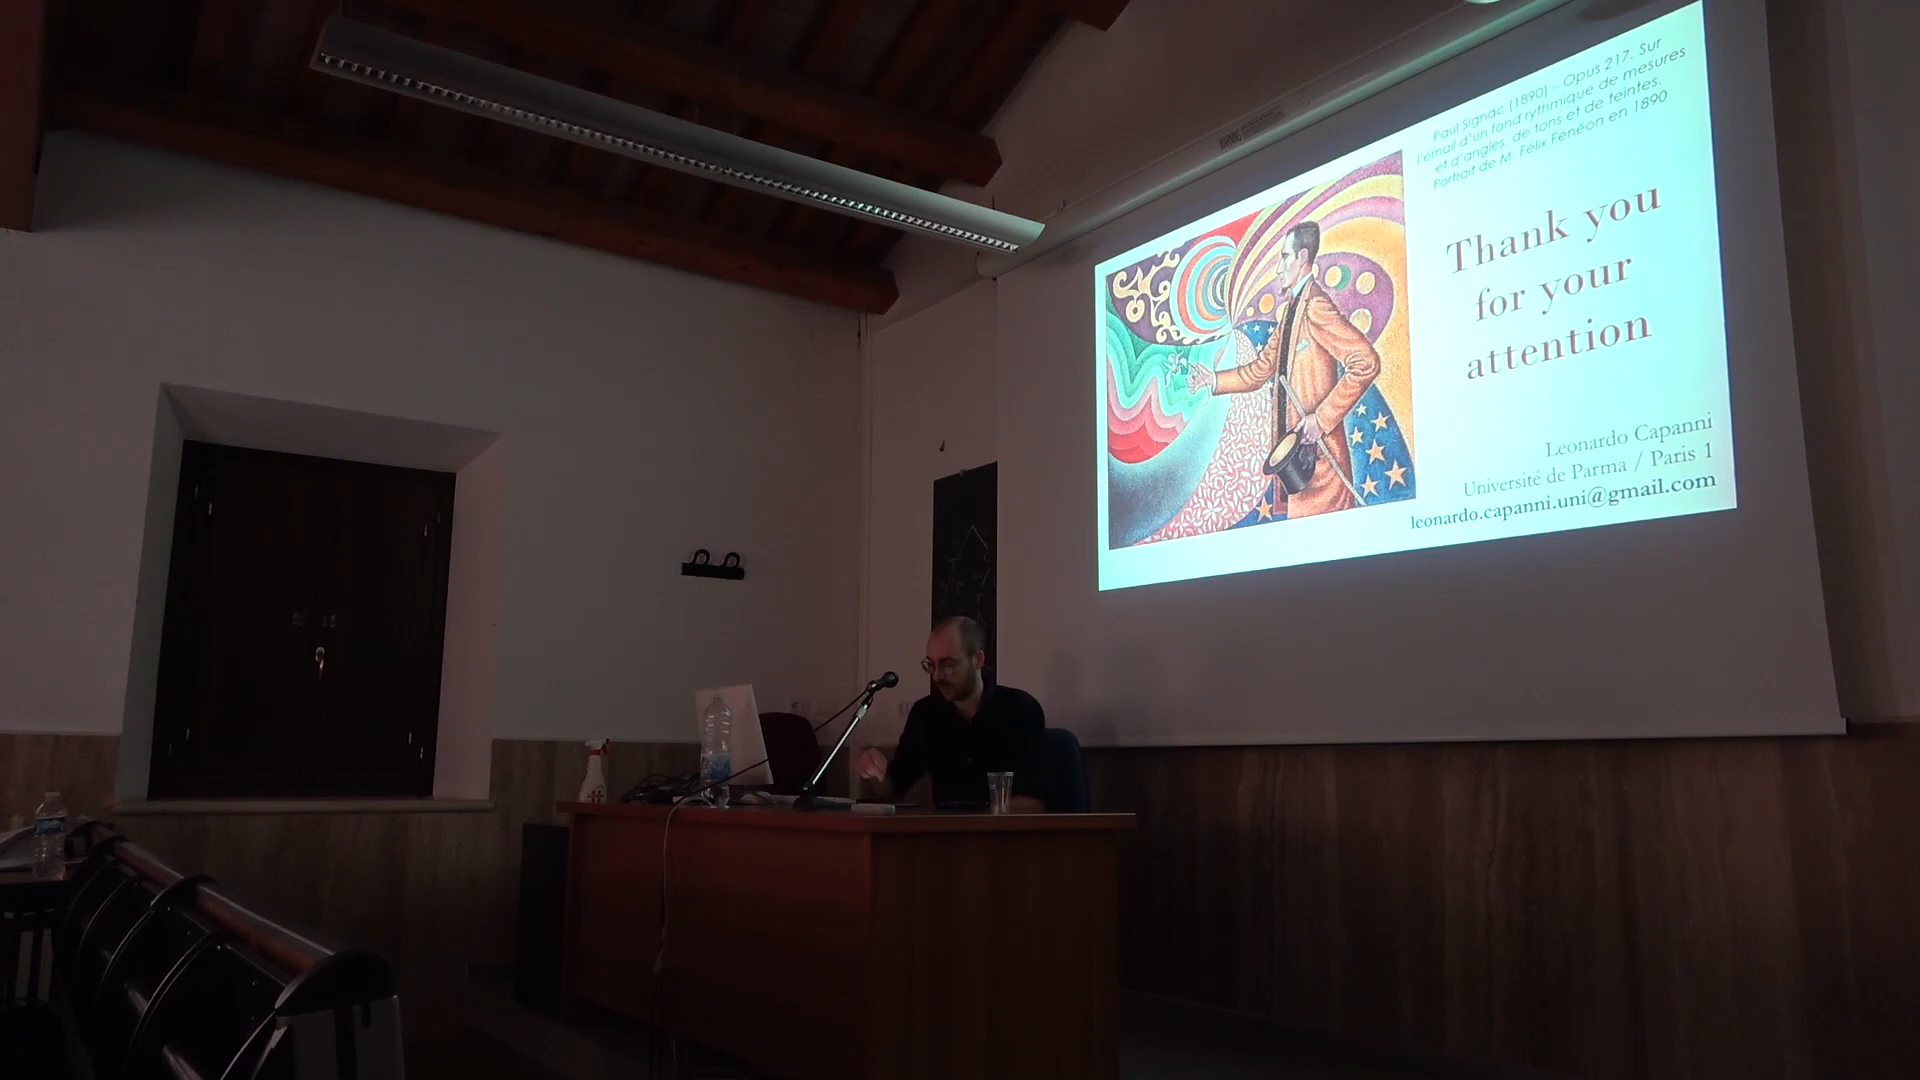 Paul Signac (1890) – Opus 217. Sur
l'émail d'un fond rythmique de mesures
et d'angles, de tons et de teintes,
Portrait de M. Félix Fénéon en 1890
Thank you
for your
attention
Leonardo Capanni
Université de Parma / Paris 1
leonardo.capanni.uni@gmail.com